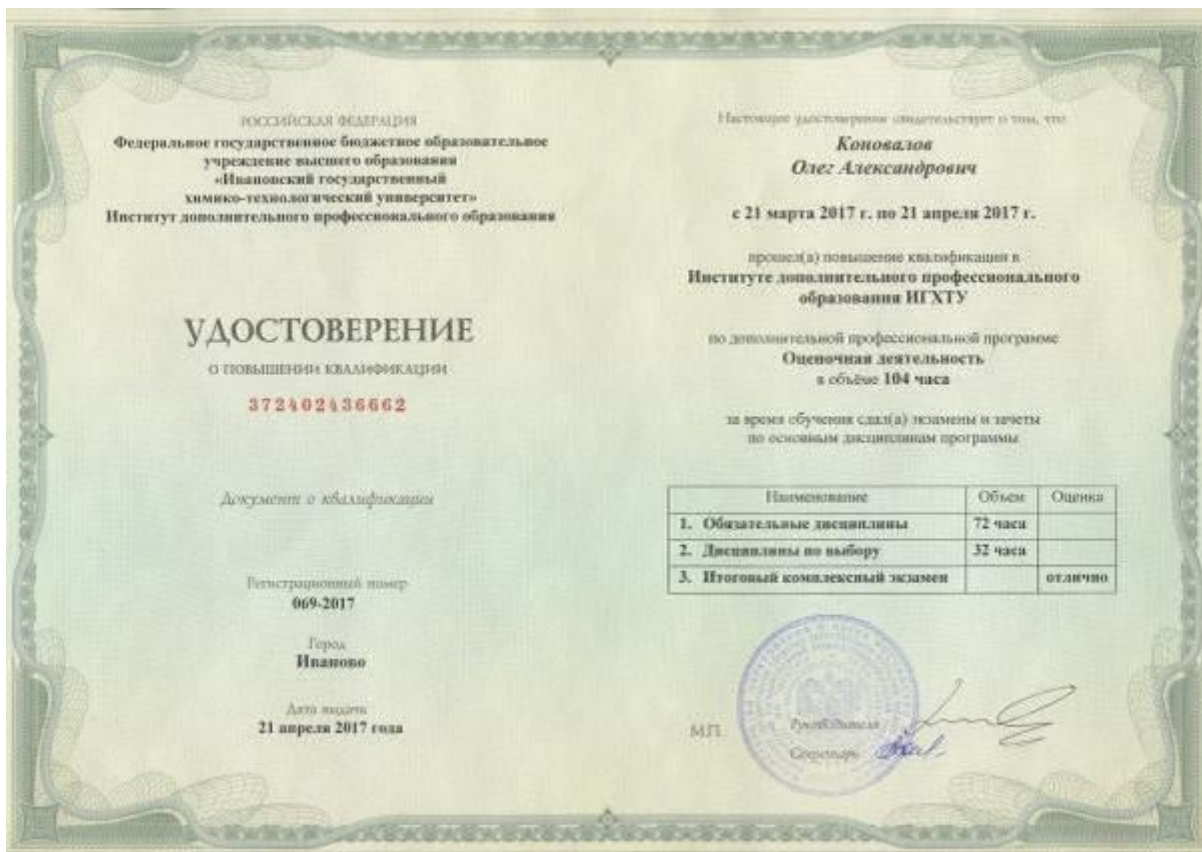 РОССИЙСКАЯ ФЕДЕРАЦИЯ
Федеральное государственное бюджетное образовательное
учреждение высшего образования
«Ивановский государственный
химико-технологический университет»
Институт дополнительного профессионального образования
УДОСТОВЕРЕНИЕ
О ПОВЫШЕНИИ КВАЛИФИКАЦИИ
372402436662
Документ о квалификации
Регистрационный номер
069-2017
Город
Иваново
Дата выдачи
21 апреля 2017 года
Настоящее удостоверение свидетельствует о том, что
Коновалов
Олег Александрович
с 21 марта 2017 г. по 21 апреля 2017 г.
прошел(а) повышение квалификации в
Институте дополнительного профессионального
образования ИГХТУ
по дополнительной профессиональной программе
Оценочная деятельность
в объёме 104 часа
за время обучения сдал(а) экзамены и зачеты
по основным дисциплинам программы
Наименование Объем Оценка
1. Обязательные дисциплины 72 часа
2. Дисциплины по выбору 32 часа
3. Итоговый комплексный экзамен отлично
М.П.
Руководитель
Секретарь